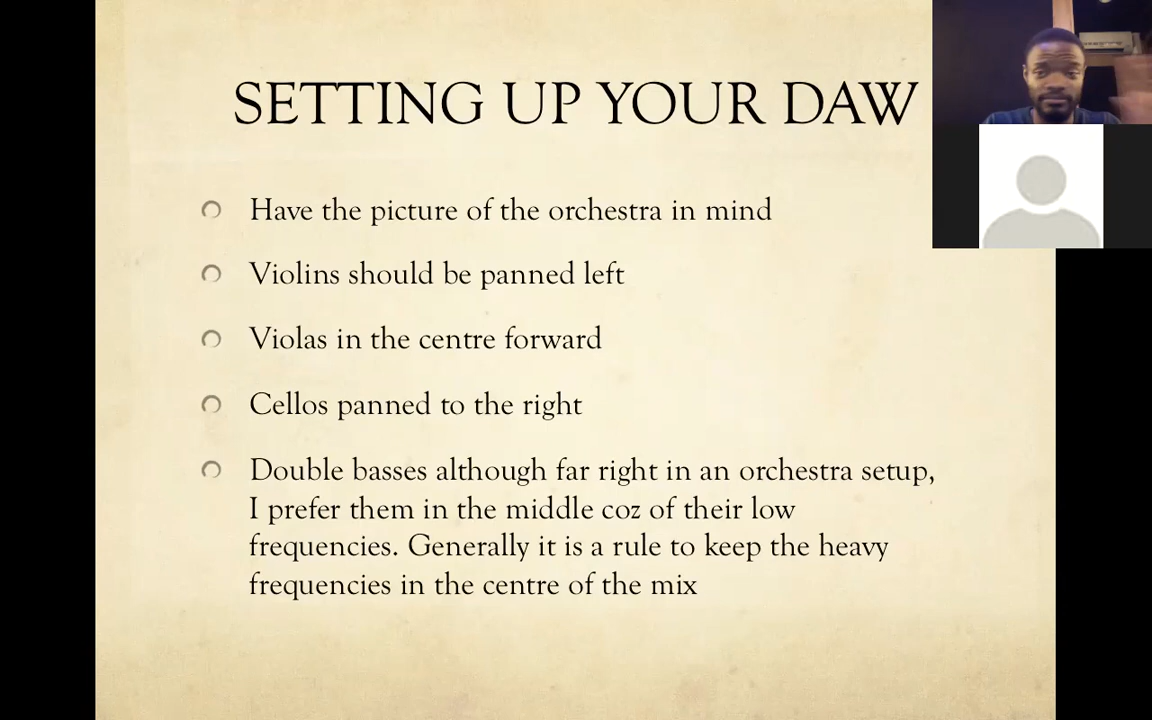 SETTING UP YOUR DAW
Have the picture of the orchestra in mind
Violins should be panned left
Violas in the centre forward
Cellos panned to the right
Double basses although far right in an orchestra setup,
I prefer them in the middle coz of their low
frequencies. Generally it is a rule to keep the heavy
frequencies in the centre of the mix